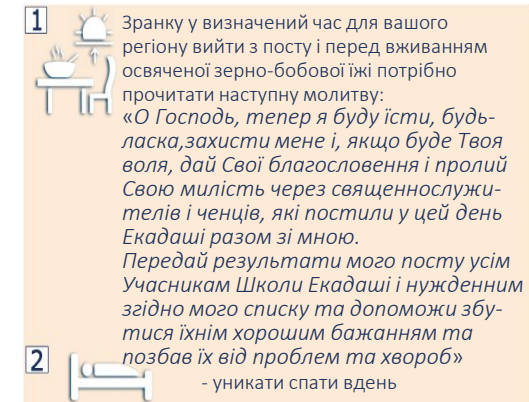 1
Зранку у визначений час для вашого
регіону вийти з посту і перед вживанням
освяченої зерно-бобової їжі потрібно
прочитати наступну молитву:
«О Господь, тепер я буду їсти, будь-
ласка,захисти мене і, якщо буде Твоя
воля, дай Свої благословення і пролий
Свою милість через священнослужи-
телів і ченців, які постили у цей день
Екадаші разом зі мною.
Передай результати мого посту усім
Учасникам Школи Екадаші і нужденним
згідно мого списку та допоможи збу-
тися їхнім хорошим бажанням та
позбав їх від проблем та хвороб»
2
- уникати спати вдень